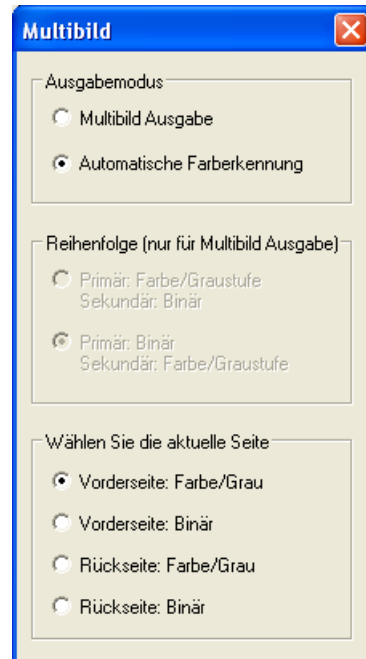 Multibild
Ausgabemodus
Multibild Ausgabe
Automatische Farberkennung
Reihenfolge (nur für Multibild Ausgabe)
Primär: Farbe/Graustufe
Sekundär: Binär
Primär: Binär
Sekundär: Farbe/Graustufe
Wählen Sie die aktuelle Seite
Vorderseite: Farbe/Grau
Vorderseite: Binär
Rückseite: Farbe/Grau
Rückseite: Binär